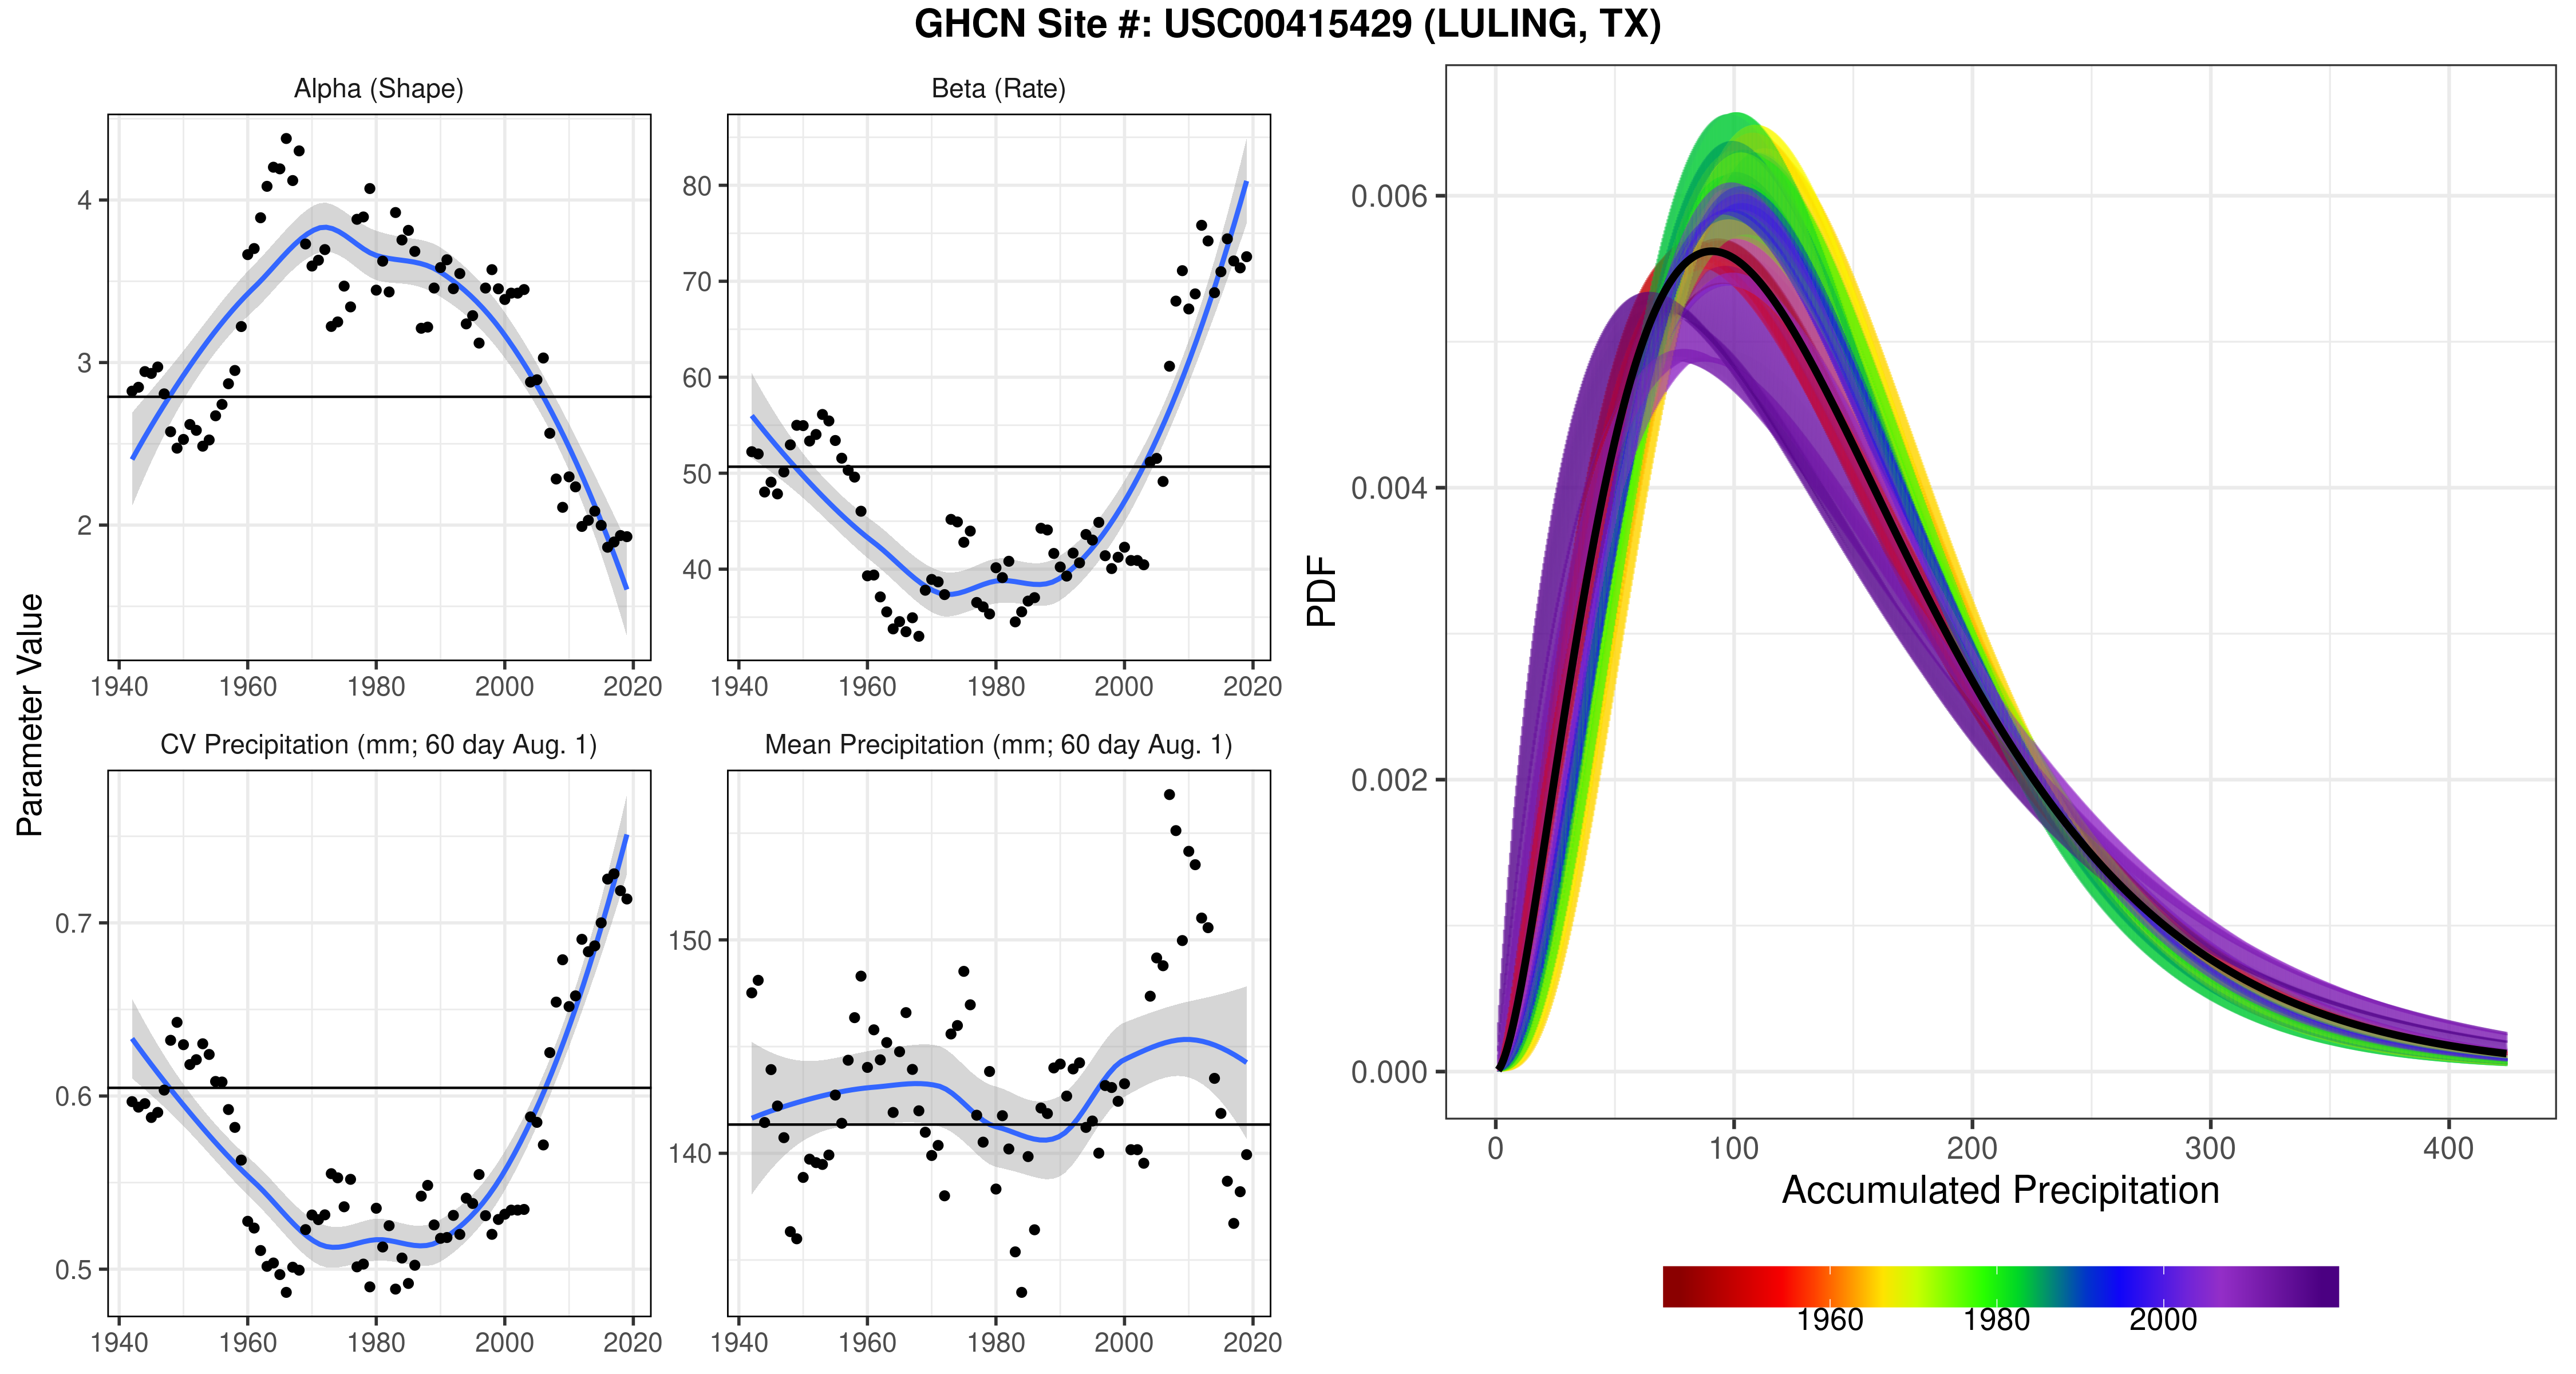 GHCN Site #: USC00415429 (LULING, TX)
Alpha (Shape)
Beta (Rate)
4
3
2
1940 1960 1980 2000 2020
80
70
60
50
40
1940 1960 1980 2000 2020
Parameter Value
CV Precipitation (mm; 60 day Aug. 1)
Mean Precipitation (mm; 60 day Aug. 1)
0.7
0.6
0.5
1940 1960 1980 2000 2020
150
140
1940 1960 1980 2000 2020
PDF
0.006
0.004
0.002
0.000
0 100 200 300 400
Accumulated Precipitation
1960 1980 2000